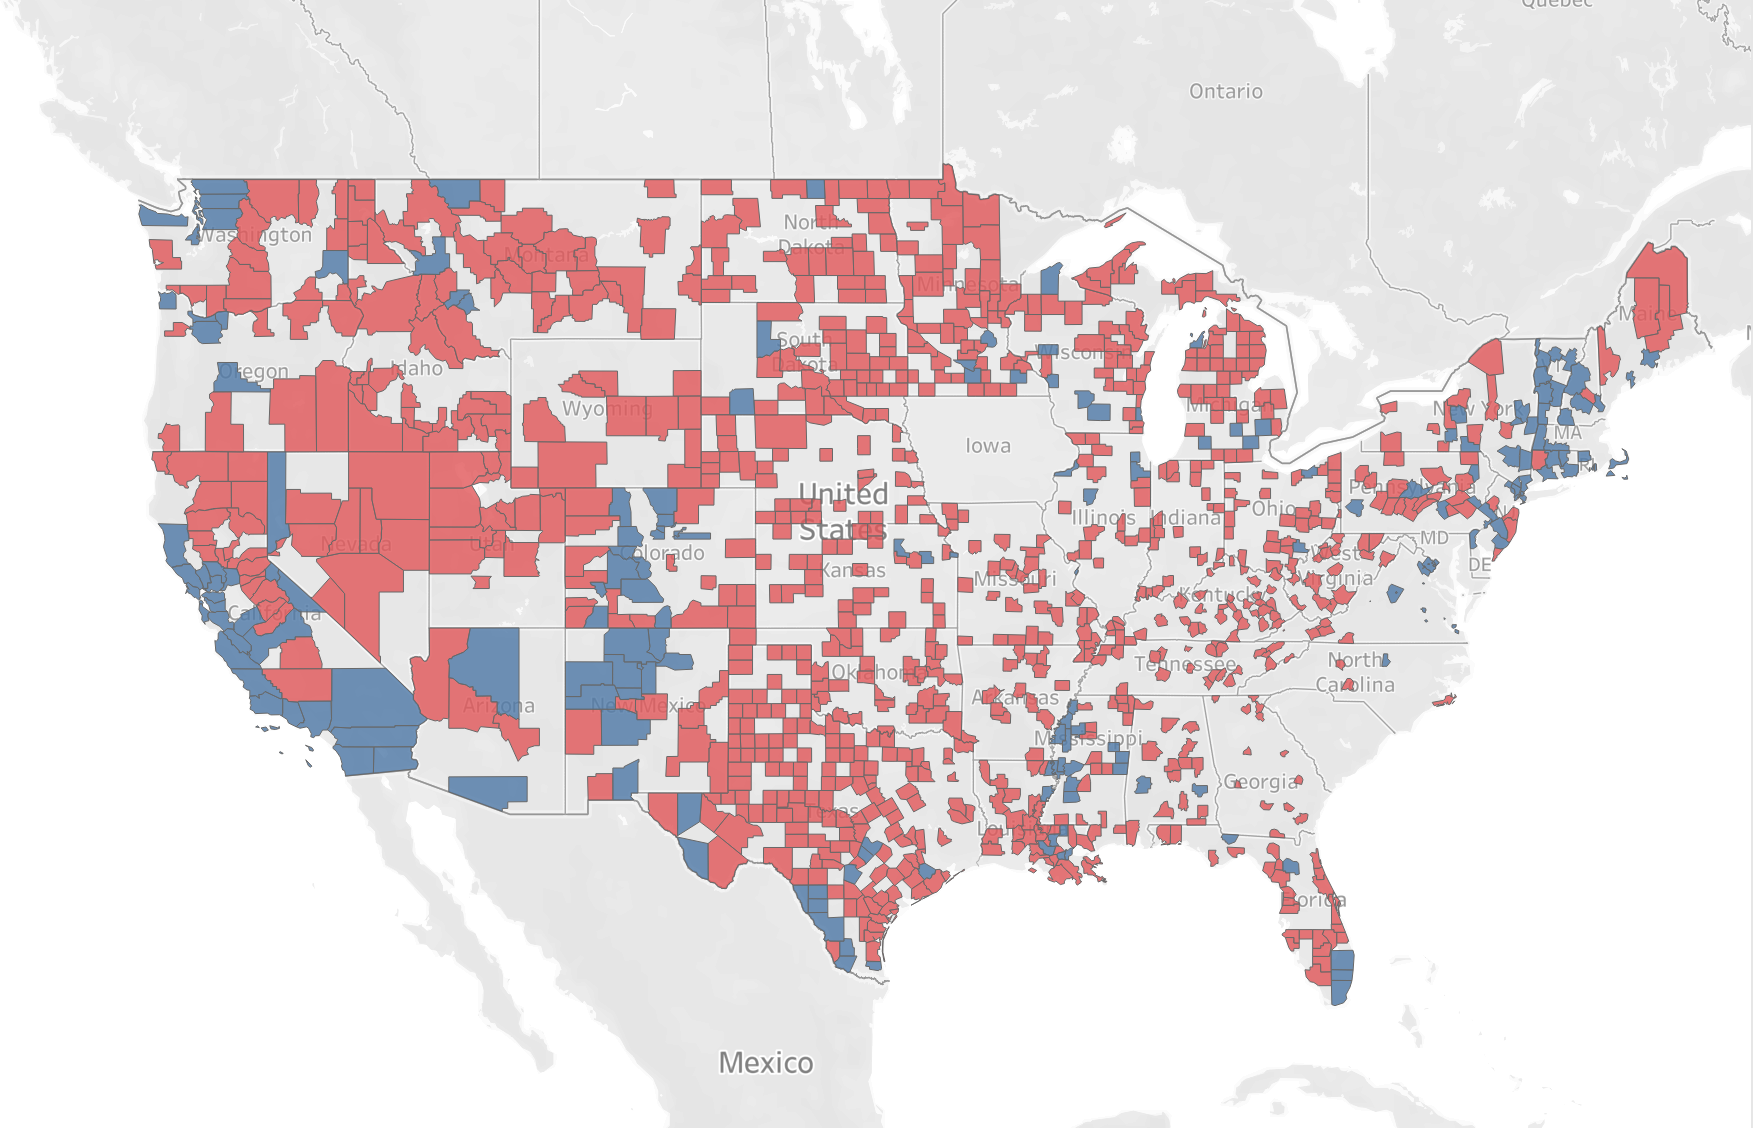 Quebec
Ontario
Washington
Montana
North
Dakota
Minnesota
Maine
Oregon
Idaho
South
Dakota
Wisconsin
Wyoming
Michigan
New York
MA
RI
Iowa
United
States
Pennsylvania
Illinois
Indiana
Ohio
Nevada
Utah
Colorado
Kansas
Missouri
West
Virginia
MD
DE
Kentucky
California
Arizona
New Mexico
Oklahoma
Arkansas
Tennessee
North
Carolina
Mississippi
Georgia
Texas
Louisiana
Florida
Mexico